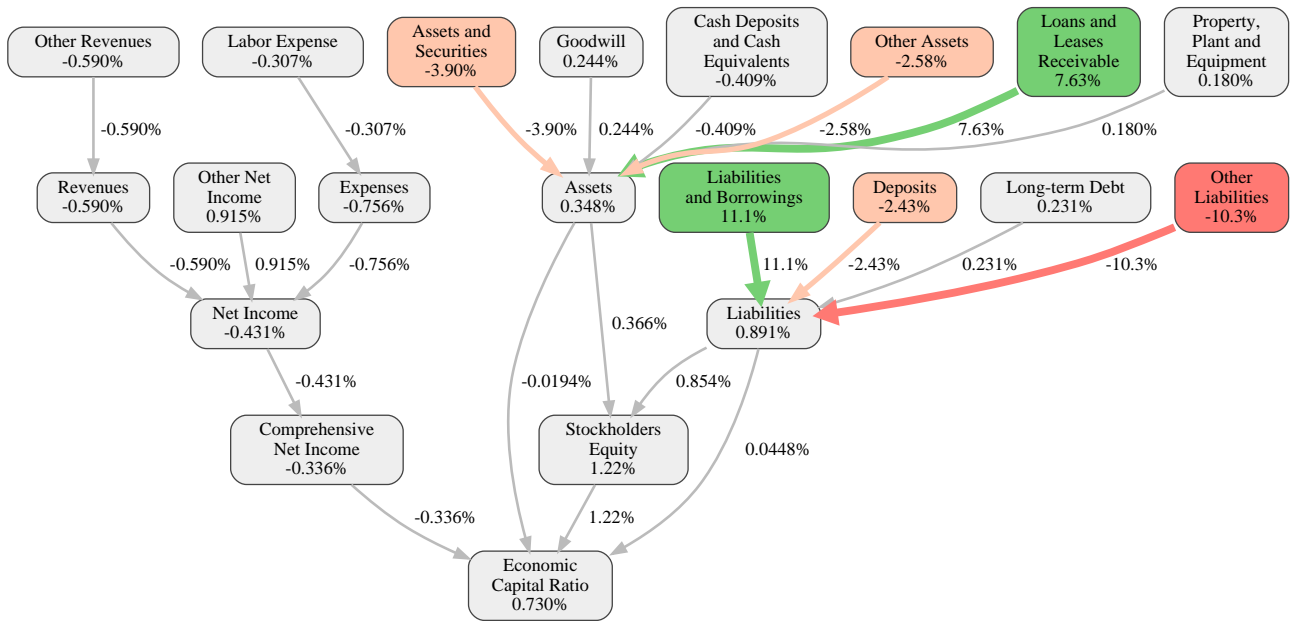 Other Revenues
-0.590%
Labor Expense
-0.307%
Assets and
Securities
-3.90%
Goodwill
0.244%
Cash Deposits
and Cash
Equivalents
-0.409%
Other Assets
-2.58%
Loans and
Leases
Receivable
7.63%
Property,
Plant and
Equipment
0.180%
-0.590%
-0.307%
-3.90%
0.244%
-0.409%
-2.58%
7.63%
0.180%
Revenues
-0.590%
Other Net
Income
0.915%
Expenses
-0.756%
Assets
0.348%
Liabilities
and Borrowings
11.1%
Deposits
-2.43%
Long-term Debt
0.231%
Other
Liabilities
-10.3%
-0.590%
0.915%
-0.756%
11.1%
-2.43%
0.231%
-10.3%
Net Income
-0.431%
0.366%
Liabilities
0.891%
-0.431%
-0.0194%
0.854%
Comprehensive
Net Income
-0.336%
Stockholders
Equity
1.22%
0.0448%
-0.336%
1.22%
Economic
Capital Ratio
0.730%